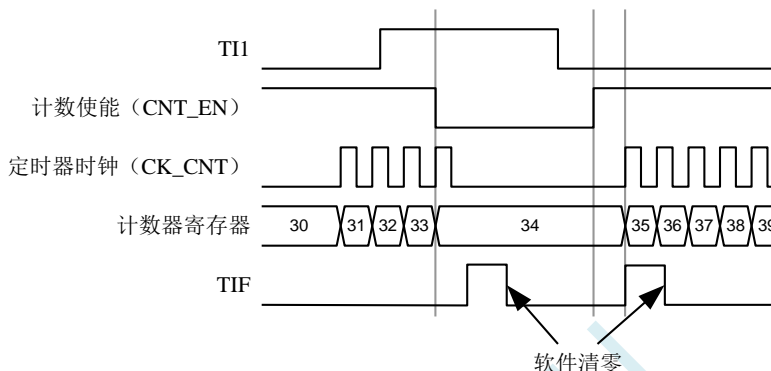 TI1
计数使能（CNT_EN）
定时器时钟（CK_CNT）
计数器寄存器 30 31 32 33 34 35 36 37 38 39
TIF
软件清零